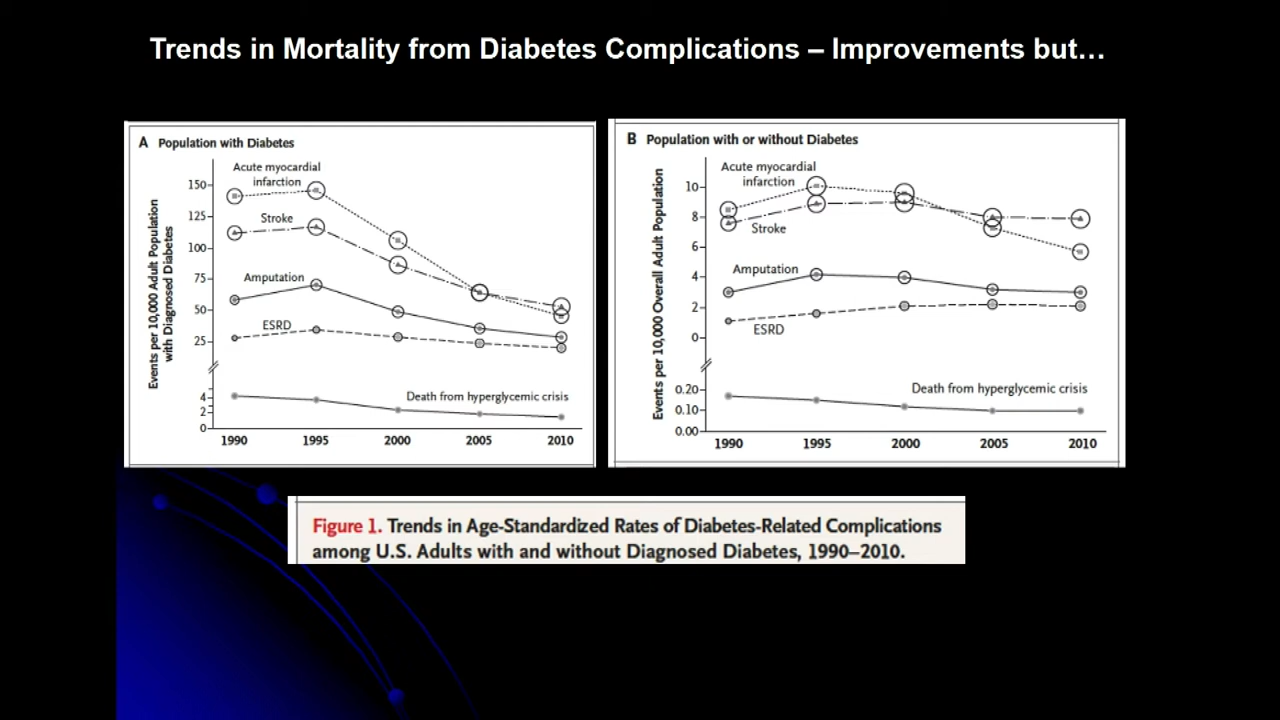 Trends in Mortality from Diabetes Complications – Improvements but…
A Population with Diabetes
Events per 10,000 Adult Population
with Diagnosed Diabetes
Acute myocardial
infarction
Stroke
Amputation
ESRD
Death from hyperglycemic crisis
150
125
100
75
50
25
4
2
0
1990 1995 2000 2005 2010
B Population with or without Diabetes
Events per 10,000 Overall Adult Population
Acute myocardial
infarction
Stroke
Amputation
ESRD
Death from hyperglycemic crisis
10
8
6
4
2
0
0.20
0.10
0.00
1990 1995 2000 2005 2010
Figure 1. Trends in Age-Standardized Rates of Diabetes-Related Complications
among U.S. Adults with and without Diagnosed Diabetes, 1990–2010.